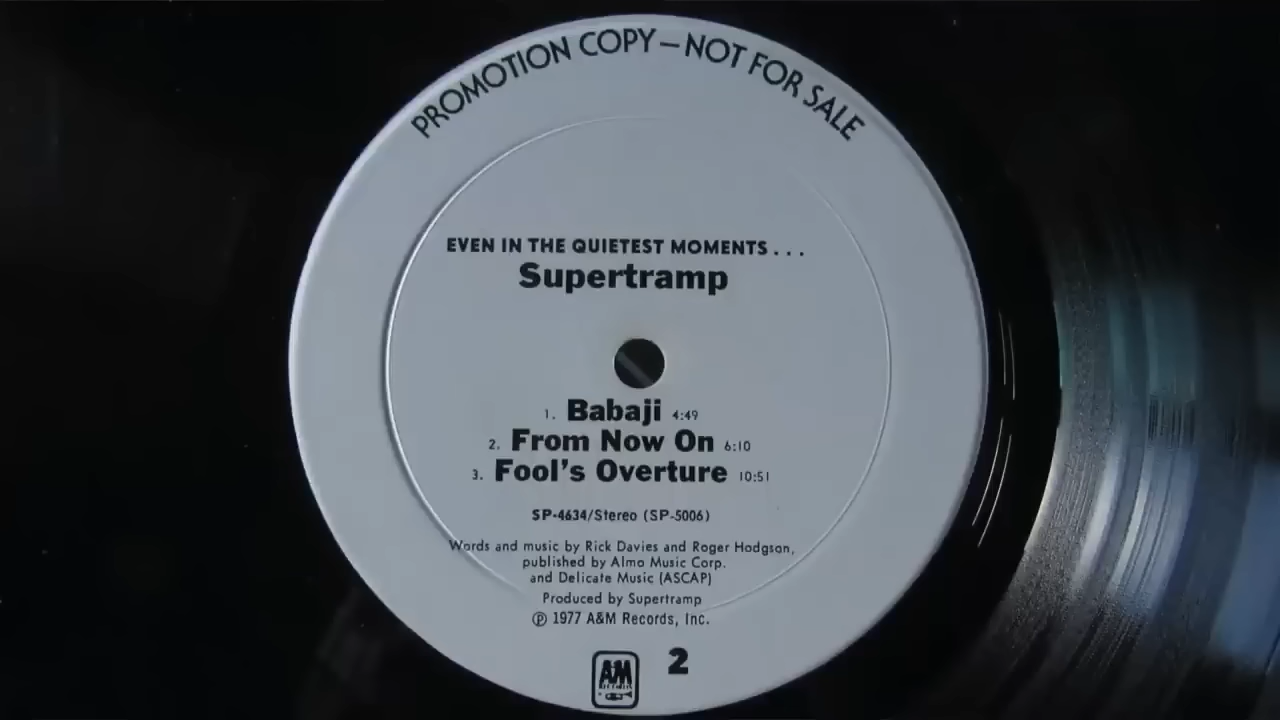 PROMOTION COPY—NOT FOR SALE
EVEN IN THE QUIETEST MOMENTS...
Supertramp
1. Babaji 4:49
2. From Now On 6:10
3. Fool's Overture 10:51
SP-4634/Stereo (SP-5006)
Words and music by Rick Davies and Roger Hodgson,
published by Almo Music Corp.
and Delicate Music (ASCAP)
Produced by Supertramp
℗ 1977 A&M Records, Inc.
A&M
RECORDS
2